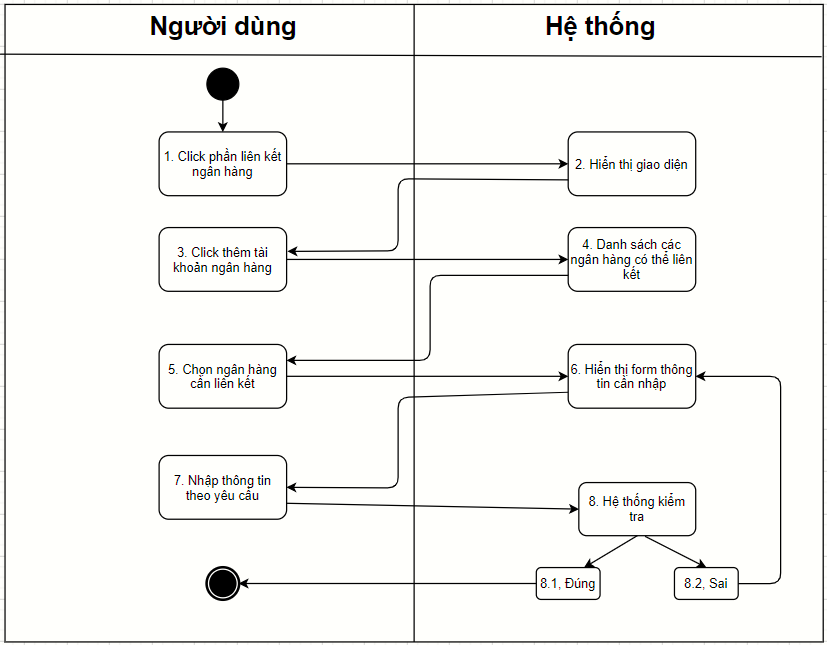 Người dùng
Hệ thống
1. Click phần liên kết
ngân hàng
2. Hiển thị giao diện
3. Click thêm tài
khoản ngân hàng
4. Danh sách các
ngân hàng có thể liên
kết
5. Chọn ngân hàng
cần liên kết
6. Hiển thị form thông
tin cần nhập
7. Nhập thông tin
theo yêu cầu
8. Hệ thống kiểm
tra
8.1, Đúng
8.2, Sai